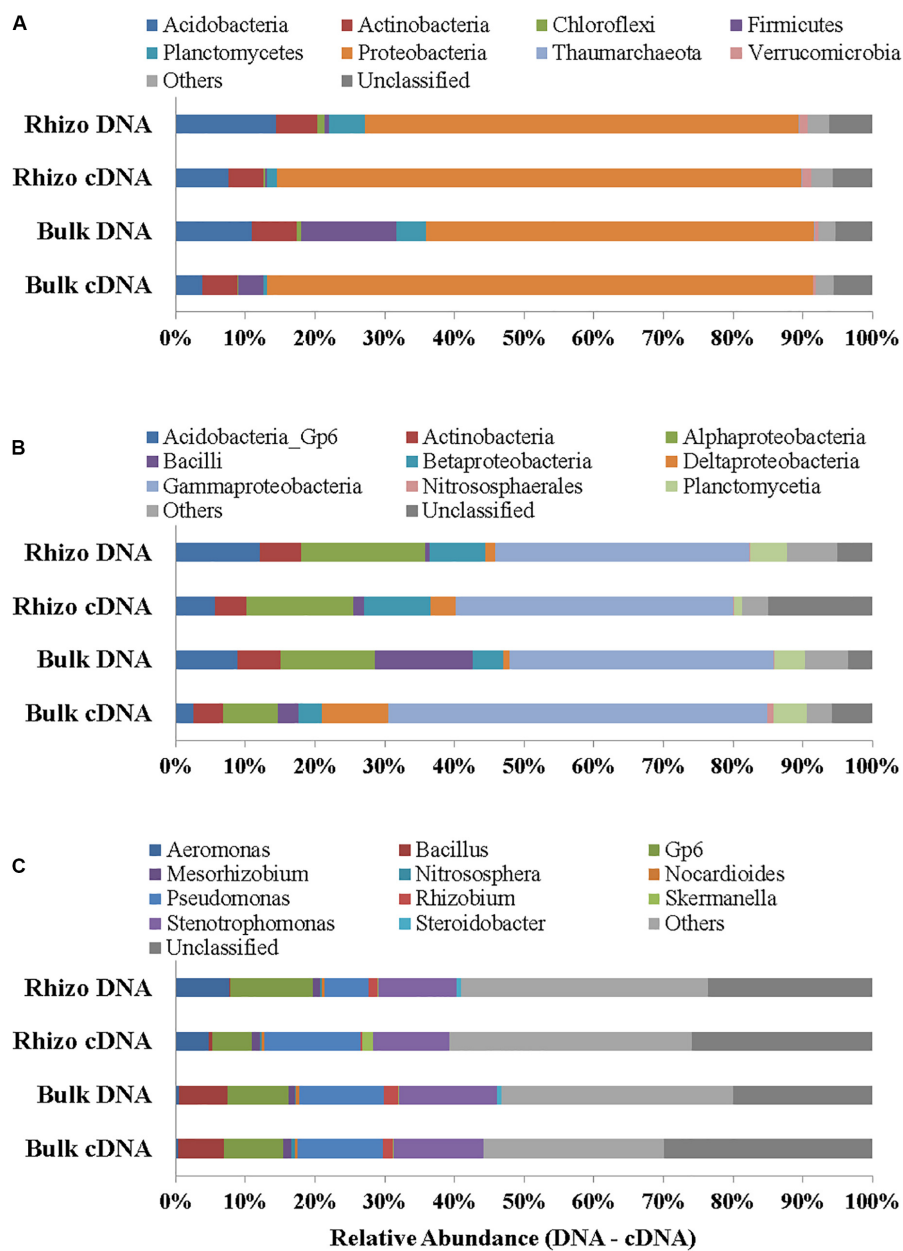 A
Acidobacteria Actinobacteria Chloroflexi Firmicutes
Planctomycetes Proteobacteria Thaumarchaeota Verrucomicrobia
Others Unclassified
Rhizo DNA
Rhizo cDNA
Bulk DNA
Bulk cDNA
0% 10% 20% 30% 40% 50% 60% 70% 80% 90% 100%
B
Acidobacteria_Gp6 Actinobacteria Alphaproteobacteria
Bacilli Betaproteobacteria Deltaproteobacteria
Gammaproteobacteria Nitrososphaerales Planctomycetia
Others Unclassified
Rhizo DNA
Rhizo cDNA
Bulk DNA
Bulk cDNA
0% 10% 20% 30% 40% 50% 60% 70% 80% 90% 100%
C
Aeromonas Bacillus Gp6
Mesorhizobium Nitrososphera Nocardioides
Pseudomonas Rhizobium Skermanella
Stenotrophomonas Steroidobacter Others
Unclassified
Rhizo DNA
Rhizo cDNA
Bulk DNA
Bulk cDNA
0% 10% 20% 30% 40% 50% 60% 70% 80% 90% 100%
Relative Abundance (DNA - cDNA)